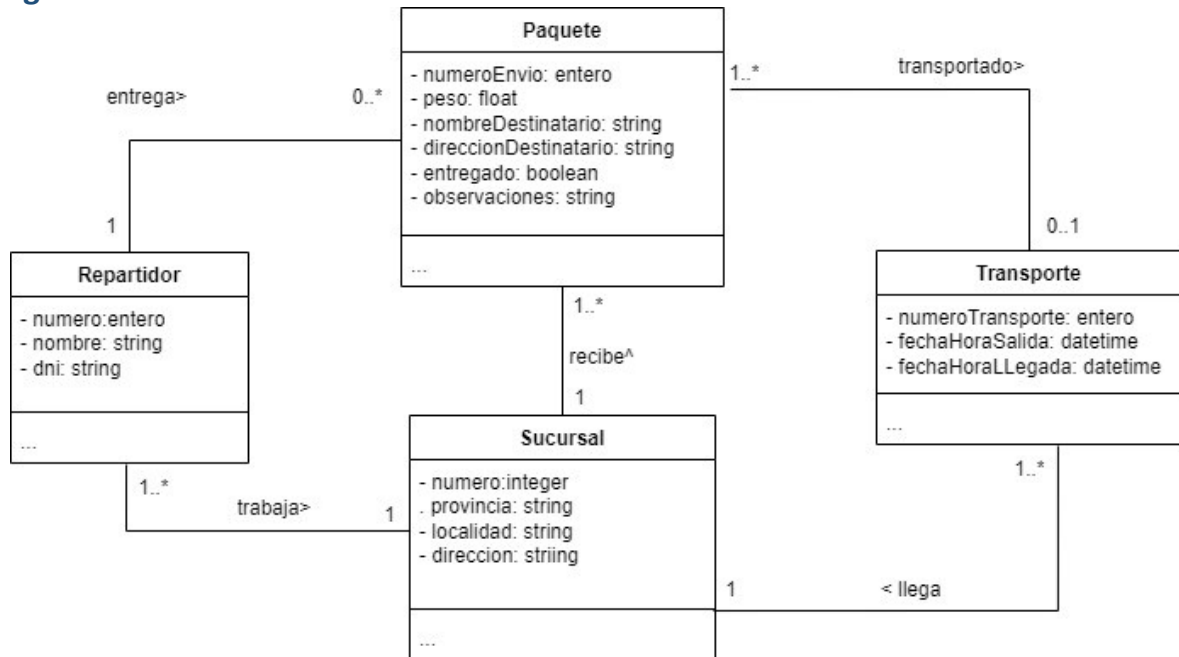 Paquete
- numeroEnvio: entero
- peso: float
- nombreDestinatario: string
- direccionDestinatario: string
- entregado: boolean
- observaciones: string
...
entrega>
0..*
1
1..*
transportado>
0..1
Repartidor
- numero:entero
- nombre: string
- dni: string
...
Transporte
- numeroTransporte: entero
- fechaHoraSalida: datetime
- fechaHoraLLegada: datetime
...
1..*
recibe^
1
Sucursal
- numero:integer
. provincia: string
- localidad: string
- direccion: striing
...
1..*
trabaja>
1
1..*
< llega
1